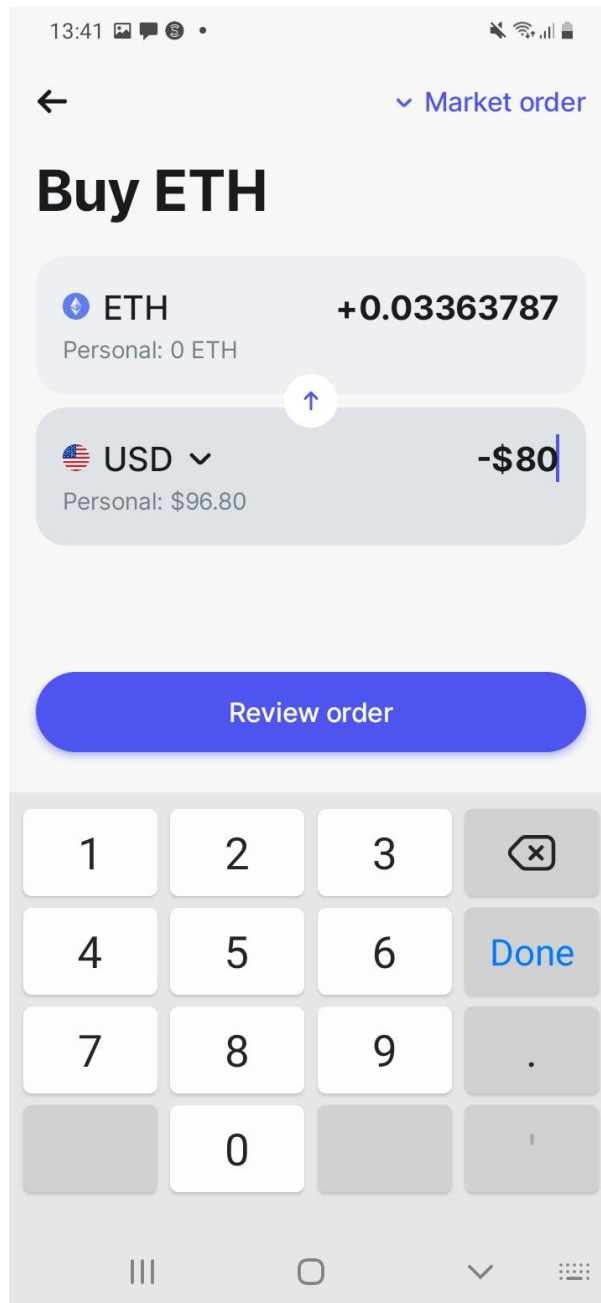 13:41
Market order
Buy ETH
ETH +0.03363787
Personal: 0 ETH
USD -$80
Personal: $96.80
Review order
1 2 3
4 5 6 Done
7 8 9 .
0 '